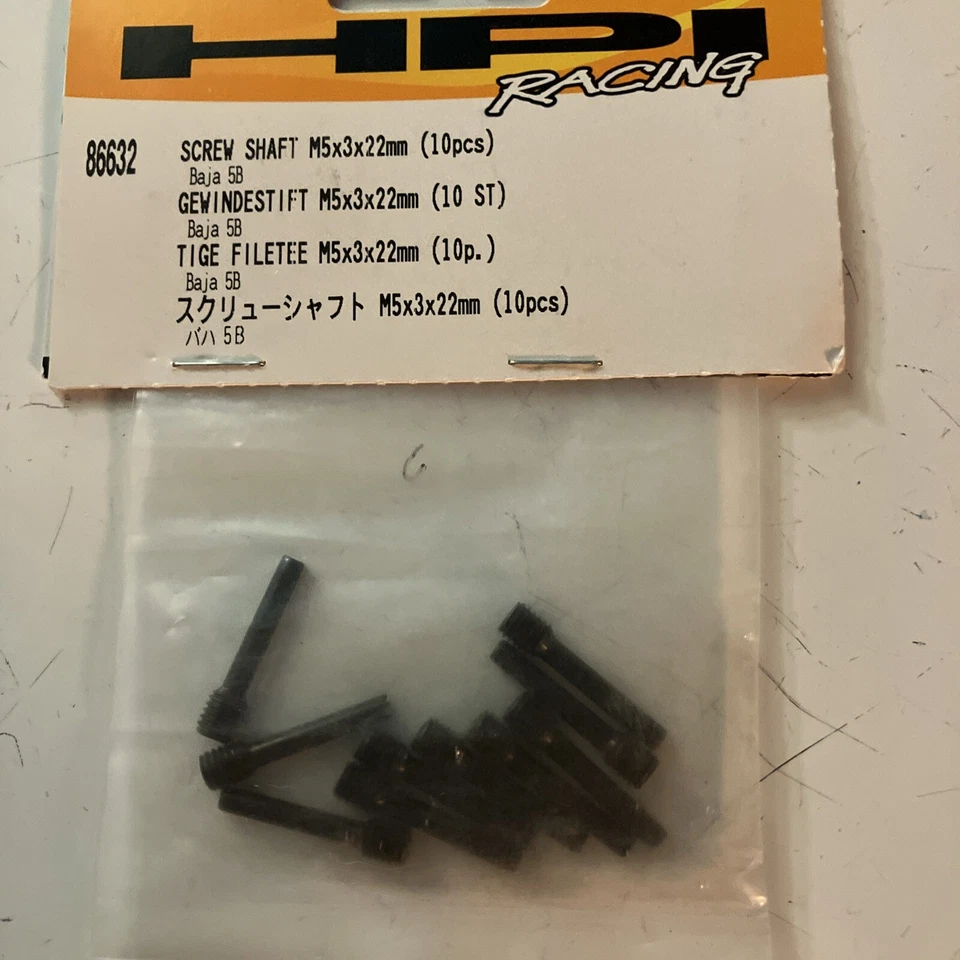 HPI
RACING
86632
SCREW SHAFT M5x3x22mm (10pcs)
Baja 5B
GEWINDESTIFT M5x3x22mm (10 ST)
Baja 5B
TIGE FILETEE M5x3x22mm (10p.)
Baja 5B
スクリューシャフト M5x3x22mm (10pcs)
バハ 5B